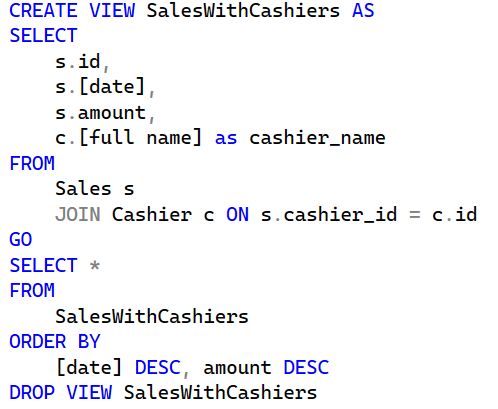 CREATE VIEW SalesWithCashiers AS
SELECT
    s.id,
    s.[date],
    s.amount,
    c.[full name] as cashier_name
FROM
    Sales s
    JOIN Cashier c ON s.cashier_id = c.id
GO
SELECT *
FROM
    SalesWithCashiers
ORDER BY
    [date] DESC, amount DESC
DROP VIEW SalesWithCashiers